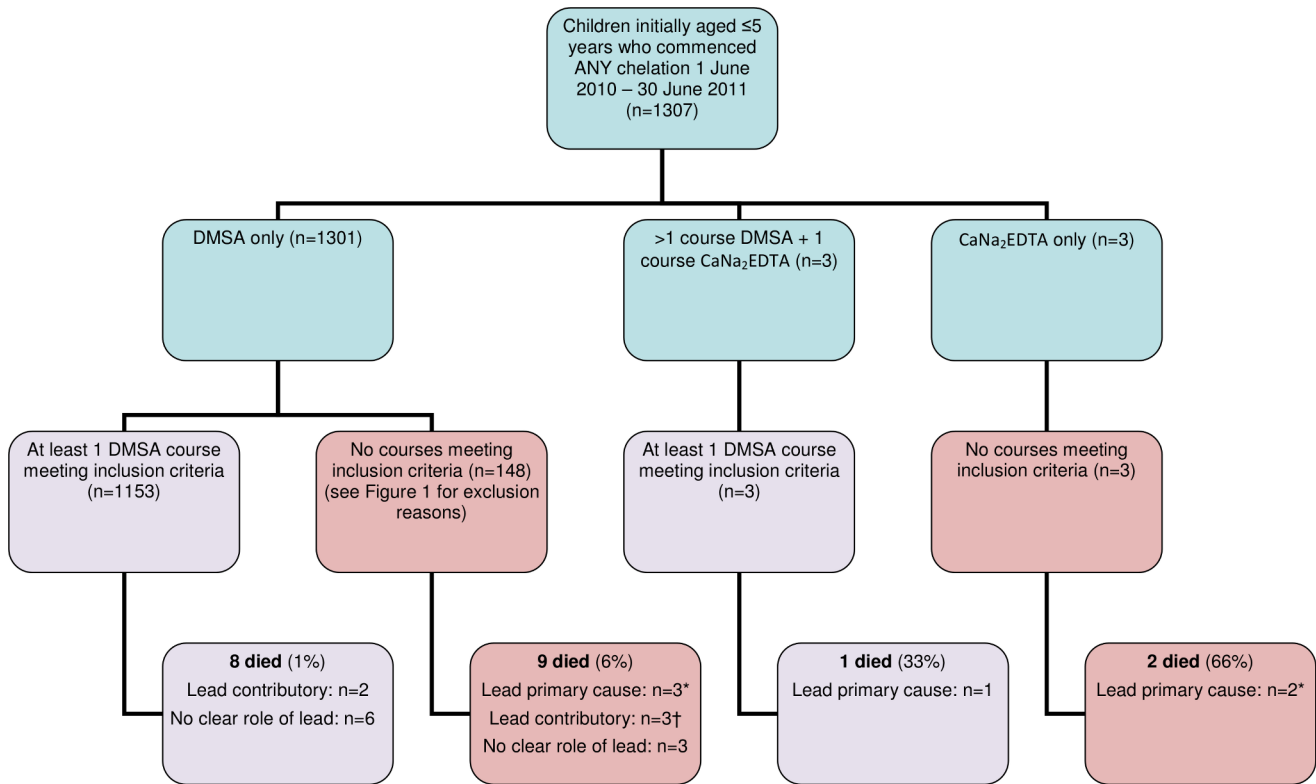 Children initially aged ≤5
years who commenced
ANY chelation 1 June
2010 – 30 June 2011
(n=1307)
DMSA only (n=1301)
>1 course DMSA + 1
course CaNa₂EDTA (n=3)
CaNa₂EDTA only (n=3)
At least 1 DMSA course
meeting inclusion criteria
(n=1153)
No courses meeting
inclusion criteria (n=148)
(see Figure 1 for exclusion
reasons)
At least 1 DMSA course
meeting inclusion criteria
(n=3)
No courses meeting
inclusion criteria (n=3)
8 died (1%)
Lead contributory: n=2
No clear role of lead: n=6
9 died (6%)
Lead primary cause: n=3*
Lead contributory: n=3†
No clear role of lead: n=3
1 died (33%)
Lead primary cause: n=1
2 died (66%)
Lead primary cause: n=2*